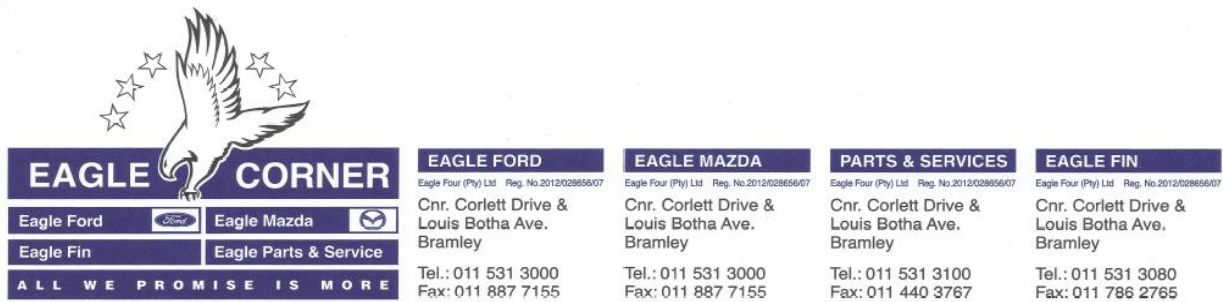 EAGLE CORNER
Eagle Ford Ford Eagle Mazda
Eagle Fin Eagle Parts & Service
ALL WE PROMISE IS MORE
EAGLE FORD
Eagle Four (Pty) Ltd Reg. No.2012/028656/07
Cnr. Corlett Drive &
Louis Botha Ave.
Bramley
Tel.: 011 531 3000
Fax: 011 887 7155
EAGLE MAZDA
Eagle Four (Pty) Ltd Reg. No.2012/028656/07
Cnr. Corlett Drive &
Louis Botha Ave.
Bramley
Tel.: 011 531 3000
Fax: 011 887 7155
PARTS & SERVICES
Eagle Four (Pty) Ltd Reg. No.2012/028656/07
Cnr. Corlett Drive &
Louis Botha Ave.
Bramley
Tel.: 011 531 3100
Fax: 011 440 3767
EAGLE FIN
Eagle Four (Pty) Ltd Reg. No.2012/028656/07
Cnr. Corlett Drive &
Louis Botha Ave.
Bramley
Tel.: 011 531 3080
Fax: 011 786 2765